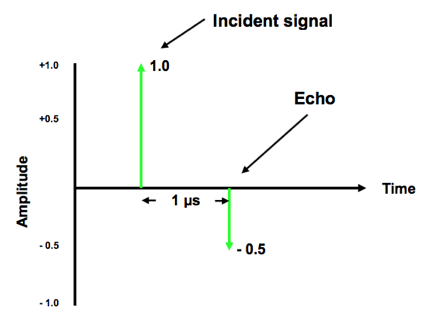 Incident signal
+1.0
1.0
Echo
+0.5
Amplitude
Time
1 µs
- 0.5
- 0.5
- 1.0